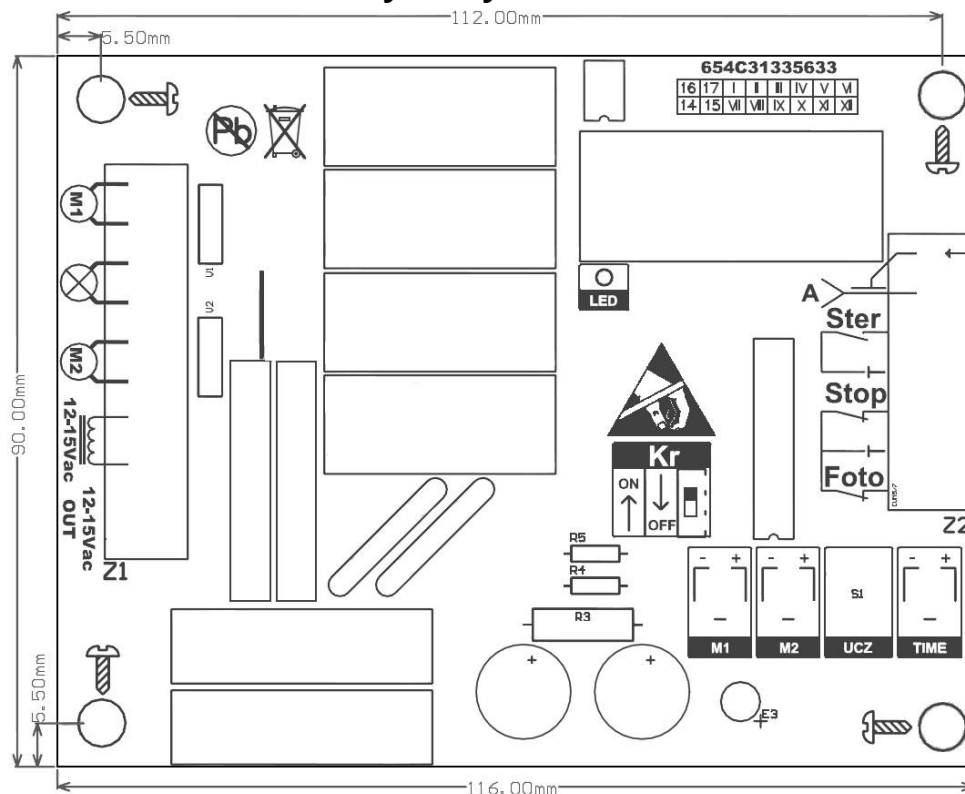 112.00mm
5.50mm
654C31335633
16 17 I II III IV V VI
14 15 VII VIII IX X XI XII
Pb
M1
U1
LED
A
Ster
U2
M2
Stop
90.00mm
12-15Vac
Kr
ON
OFF
Foto
12-15Vac
OUT
Z1
Z2
R5
R4
R3
- +
- +
S1
- +
M1
M2
UCZ
TIME
5.50mm
+
+
E3
+
116.00mm